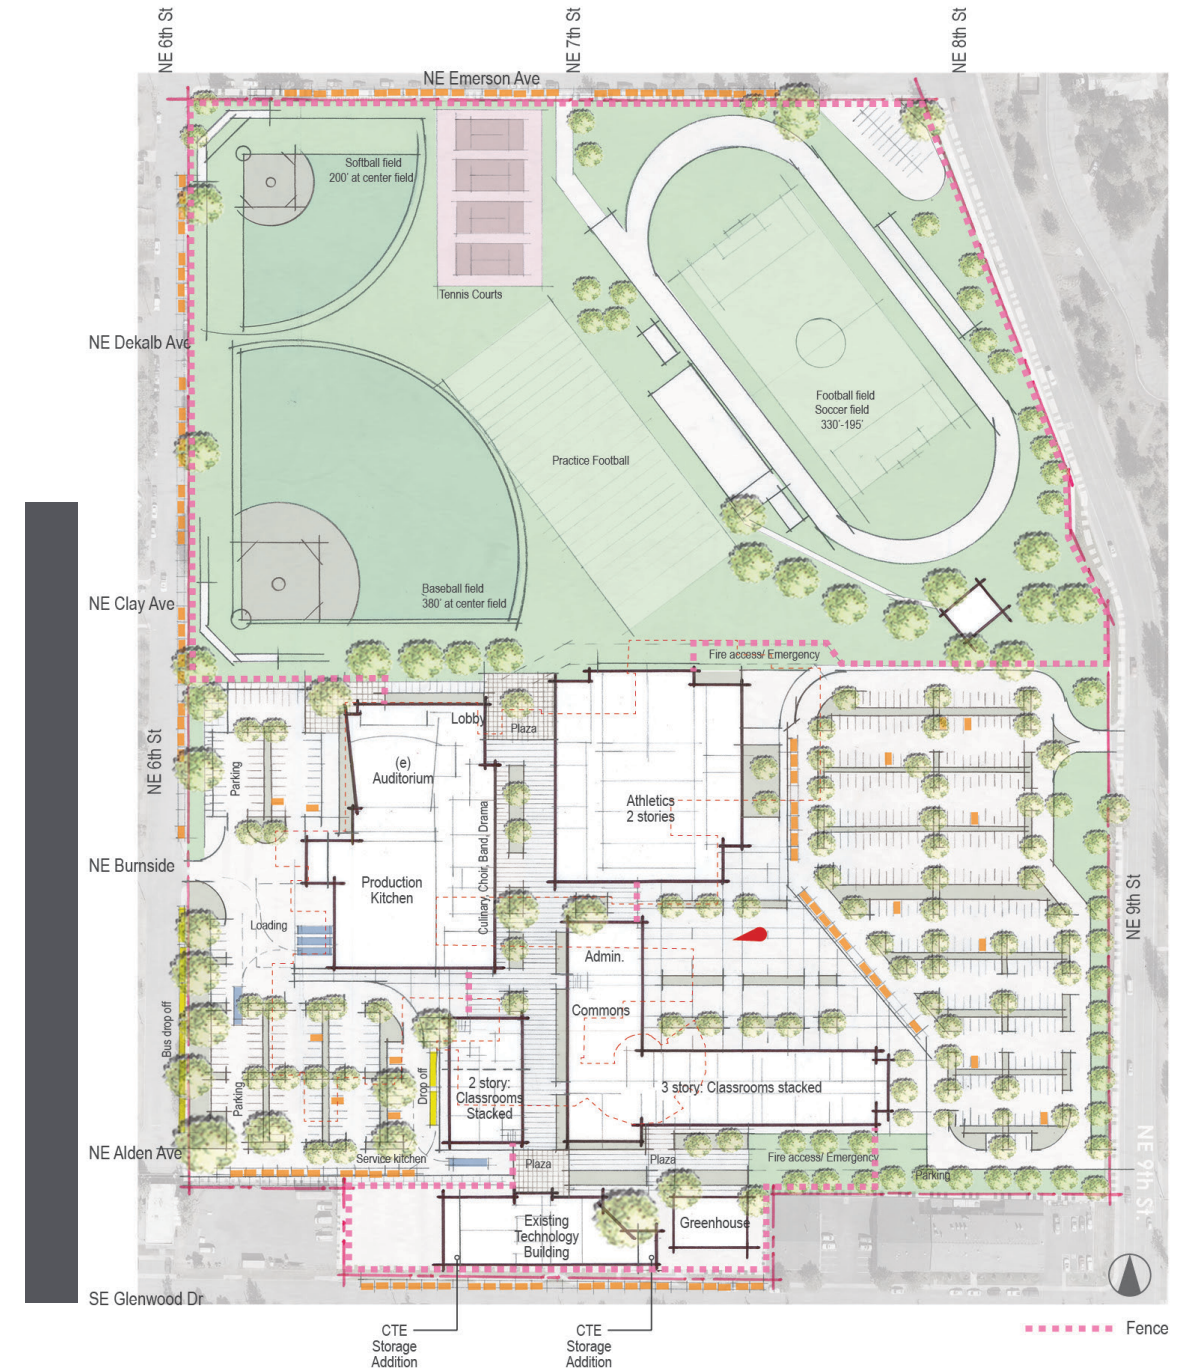 NE 6th St
NE 7th St
NE 8th St
NE Emerson Ave
Softball field
200' at center field
Tennis Courts
NE Dekalb Ave
Football field
Soccer field
330'-195'
Practice Football
Baseball field
380' at center field
NE Clay Ave
Fire access/ Emergency
Lobby
Plaza
(e)
Auditorium
Parking
NE 6th St
Athletics
2 stories
Culinary, Choir, Band, Drama
NE Burnside
Production
Kitchen
NE 9th St
Loading
Admin.
Commons
Bus drop off
Parking
Drop off
2 story:
Classrooms
Stacked
3 story: Classrooms stacked
NE Alden Ave
Service kitchen
Plaza
Plaza
Fire access/ Emergency
Parking
NE 9th St.
Existing
Technology
Building
Greenhouse
SE Glenwood Dr
CTE
Storage
Addition
CTE
Storage
Addition
Fence